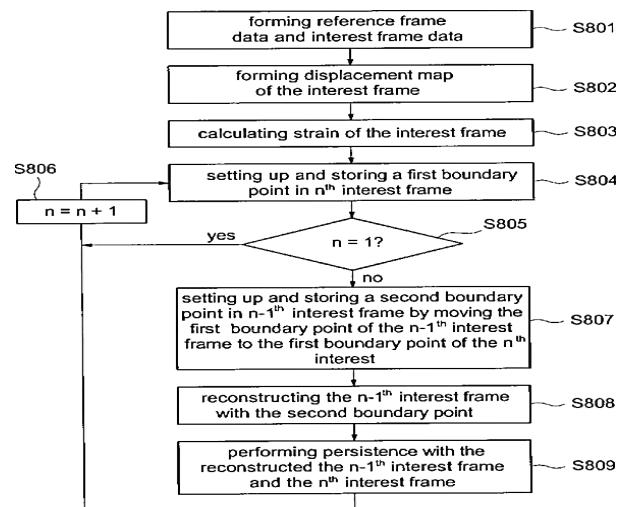 forming reference frame
data and interest frame data
S801
forming displacement map
of the interest frame
S802
calculating strain of the interest frame
S803
S806
setting up and storing a first boundary
point in nth interest frame
S804
n = n + 1
yes
n = 1?
S805
no
setting up and storing a second boundary
point in n-1th interest frame by moving the
first boundary point of the n-1th interest
frame to the first boundary point of the nth
interest
S807
reconstructing the n-1th interest frame
with the second boundary point
S808
performing persistence with the
reconstructed the n-1th interest frame
and the nth interest frame
S809